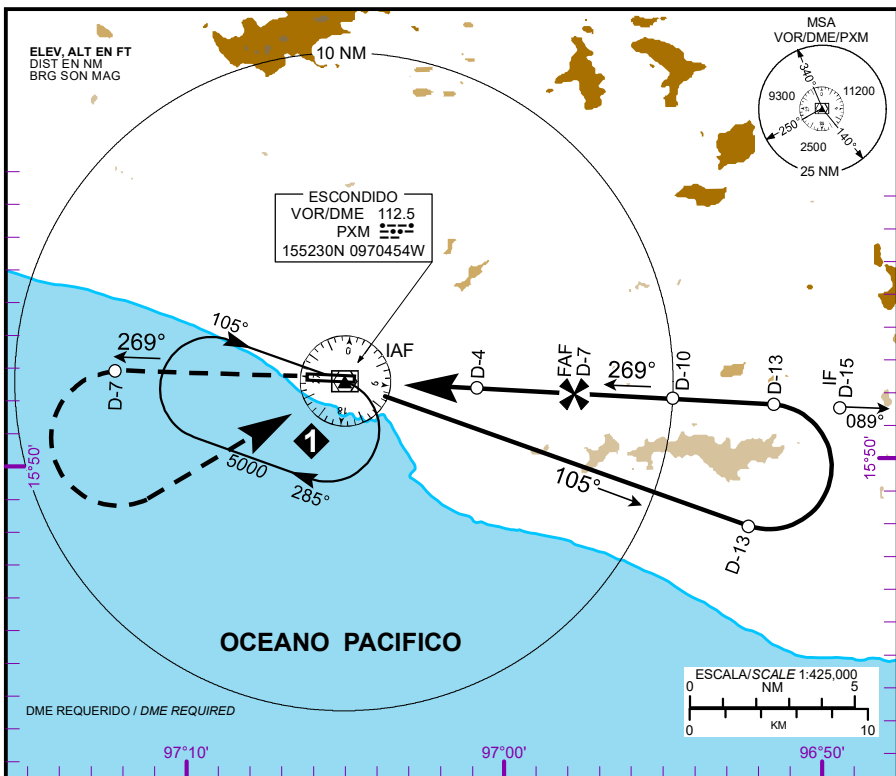 ELEV, ALT EN FT
DIST EN NM
BRG SON MAG
10 NM
MSA
VOR/DME/PXM
340°
9300
11200
250°
140°
2500
25 NM
ESCONDIDO
VOR/DME 112.5
PXM
155230N 0970454W
105°
269°
D-7
IAF
D-4
FAF
D-7
269°
D-10
D-13
IF
D-15
089°
1
5000
285°
105°
D-13
15°50'
15°50'
OCEANO PACIFICO
DME REQUERIDO / DME REQUIRED
ESCALA/SCALE 1:425,000
0 NM 5
0 KM 10
97°10'
97°00'
96°50'